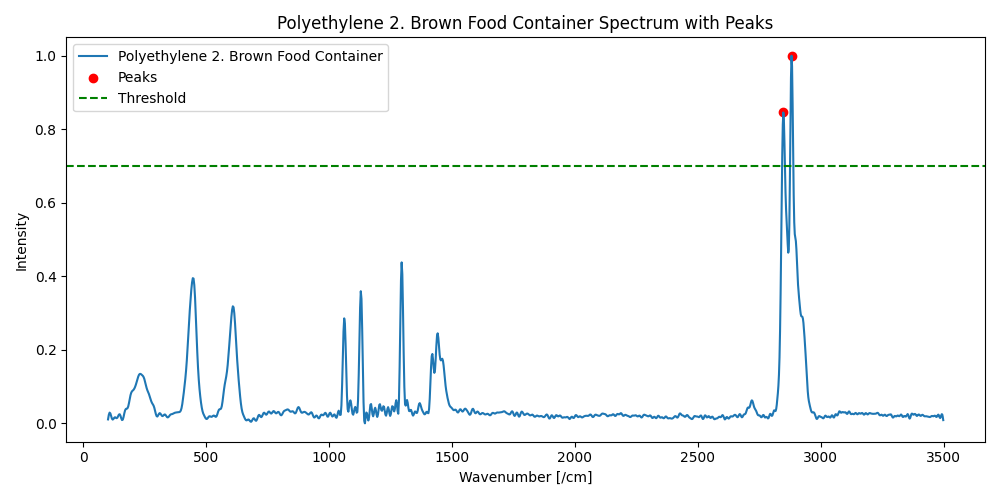 Polyethylene 2. Brown Food Container Spectrum with Peaks
Polyethylene 2. Brown Food Container
Peaks
Threshold
Intensity
1.0
0.8
0.6
0.4
0.2
0.0
0 500 1000 1500 2000 2500 3000 3500
Wavenumber [/cm]